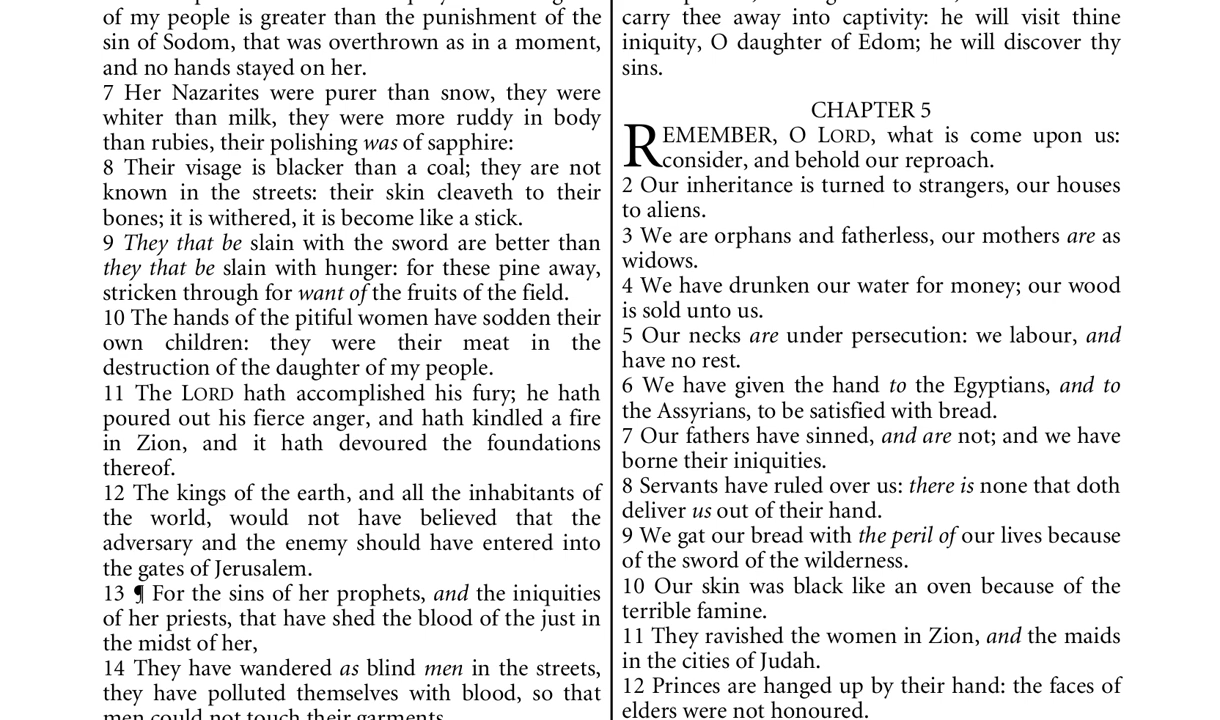 of my people is greater than the punishment of the
sin of Sodom, that was overthrown as in a moment,
and no hands stayed on her.
7 Her Nazarites were purer than snow, they were
whiter than milk, they were more ruddy in body
than rubies, their polishing was of sapphire:
8 Their visage is blacker than a coal; they are not
known in the streets: their skin cleaveth to their
bones; it is withered, it is become like a stick.
9 They that be slain with the sword are better than
they that be slain with hunger: for these pine away,
stricken through for want of the fruits of the field.
10 The hands of the pitiful women have sodden their
own children: they were their meat in the
destruction of the daughter of my people.
11 The LORD hath accomplished his fury; he hath
poured out his fierce anger, and hath kindled a fire
in Zion, and it hath devoured the foundations
thereof.
12 The kings of the earth, and all the inhabitants of
the world, would not have believed that the
adversary and the enemy should have entered into
the gates of Jerusalem.
13 ¶ For the sins of her prophets, and the iniquities
of her priests, that have shed the blood of the just in
the midst of her,
14 They have wandered as blind men in the streets,
they have polluted themselves with blood, so that
men could not touch their garments.
carry thee away into captivity: he will visit thine
iniquity, O daughter of Edom; he will discover thy
sins.
CHAPTER 5
REMEMBER, O LORD, what is come upon us:
consider, and behold our reproach.
2 Our inheritance is turned to strangers, our houses
to aliens.
3 We are orphans and fatherless, our mothers are as
widows.
4 We have drunken our water for money; our wood
is sold unto us.
5 Our necks are under persecution: we labour, and
have no rest.
6 We have given the hand to the Egyptians, and to
the Assyrians, to be satisfied with bread.
7 Our fathers have sinned, and are not; and we have
borne their iniquities.
8 Servants have ruled over us: there is none that doth
deliver us out of their hand.
9 We gat our bread with the peril of our lives because
of the sword of the wilderness.
10 Our skin was black like an oven because of the
terrible famine.
11 They ravished the women in Zion, and the maids
in the cities of Judah.
12 Princes are hanged up by their hand: the faces of
elders were not honoured.